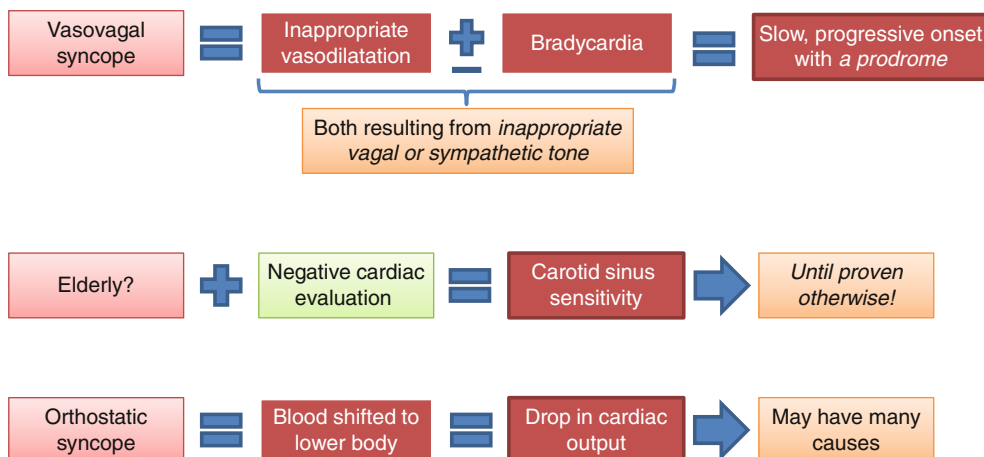 Vasovagal
syncope
Inappropriate
vasodilatation
Bradycardia
Slow, progressive onset
with a prodrome
Both resulting from inappropriate
vagal or sympathetic tone
Elderly?
Negative cardiac
evaluation
Carotid sinus
sensitivity
Until proven
otherwise!
Orthostatic
syncope
Blood shifted to
lower body
Drop in cardiac
output
May have many
causes